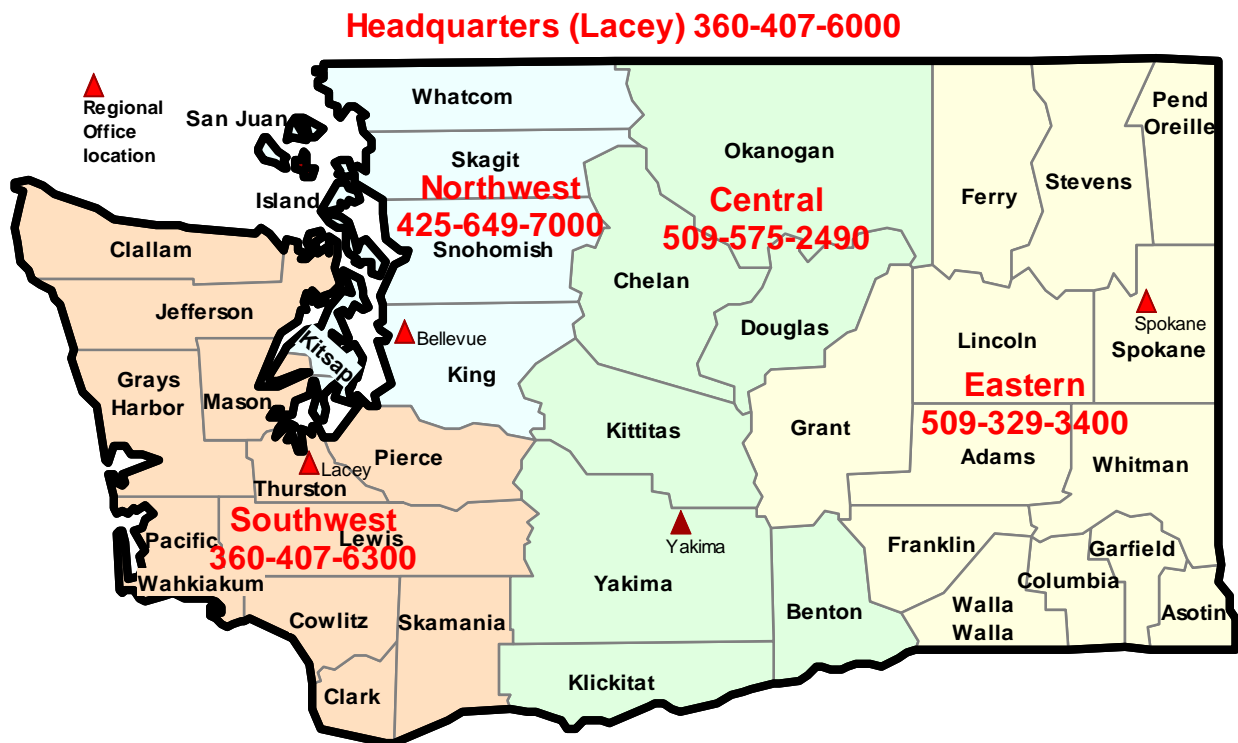 Headquarters (Lacey) 360-407-6000
Regional
Office
location
San Juan
Island
Whatcom
Skagit
Northwest
425-649-7000
Snohomish
King
Bellevue
Kitsap
Okanogan
Central
509-575-2490
Chelan
Douglas
Kittitas
Yakima
Yakima
Benton
Klickitat
Pend
Oreille
Stevens
Ferry
Spokane
Spokane
Lincoln
Eastern
509-329-3400
Grant
Adams
Whitman
Franklin
Garfield
Columbia
Walla
Walla
Asotin
Clallam
Jefferson
Grays
Harbor
Mason
Pierce
Lacey
Thurston
Southwest
360-407-6300
Lewis
Pacific
Wahkiakum
Cowlitz
Skamania
Clark